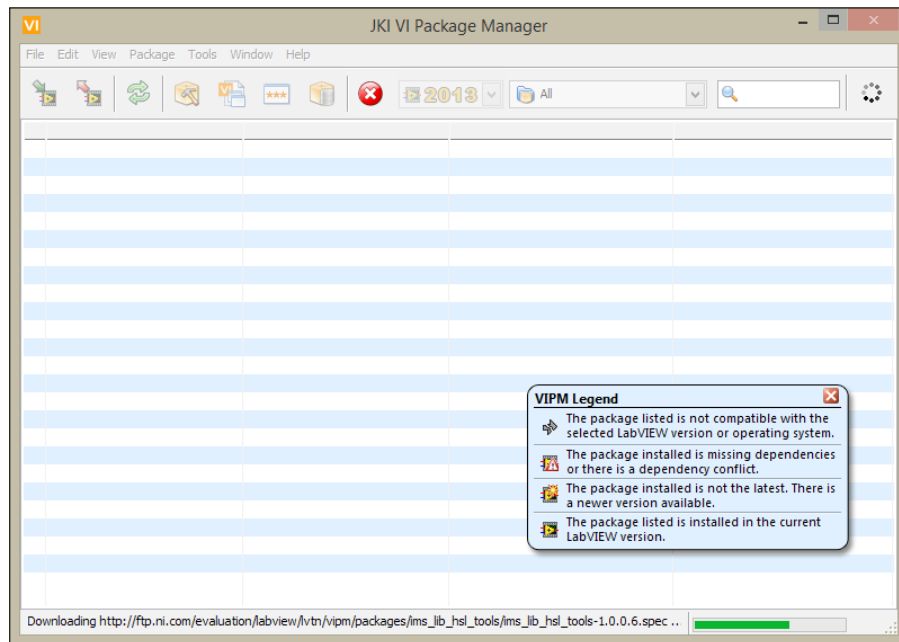 VI
JKI VI Package Manager
File Edit View Package Tools Window Help
2013
All
VIPM Legend
The package listed is not compatible with the
selected LabVIEW version or operating system.
The package installed is missing dependencies
or there is a dependency conflict.
The package installed is not the latest. There is
a newer version available.
The package listed is installed in the current
LabVIEW version.
Downloading http://ftp.ni.com/evaluation/labview/lvtn/vipm/packages/ims_lib_hsl_tools/ims_lib_hsl_tools-1.0.0.6.spec ...